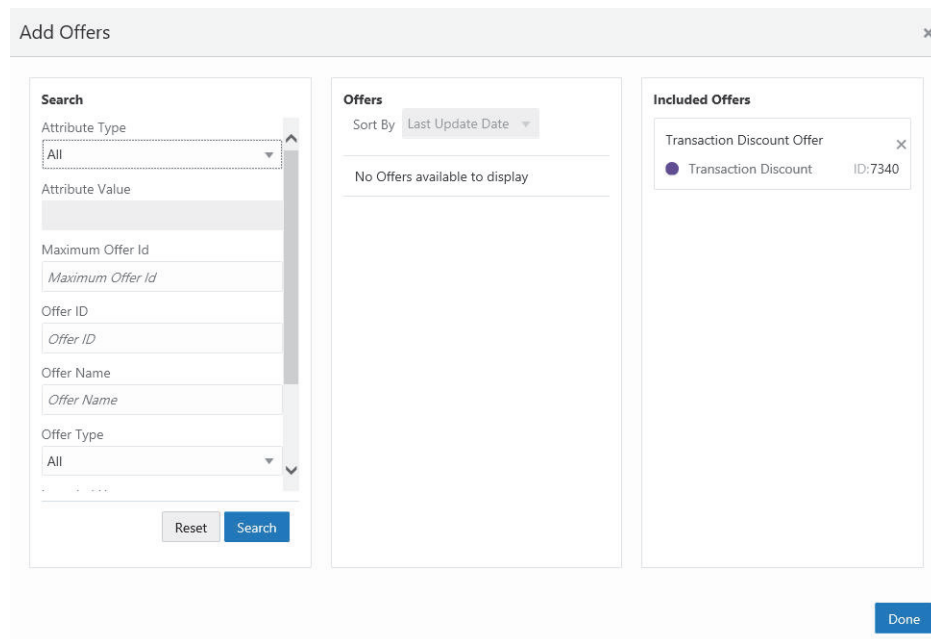 Add Offers
Search
Attribute Type
All
Attribute Value
Maximum Offer Id
Maximum Offer Id
Offer ID
Offer ID
Offer Name
Offer Name
Offer Type
All
Reset Search
Offers
Sort By Last Update Date
No Offers available to display
Included Offers
Transaction Discount Offer
Transaction Discount ID:7340
Done